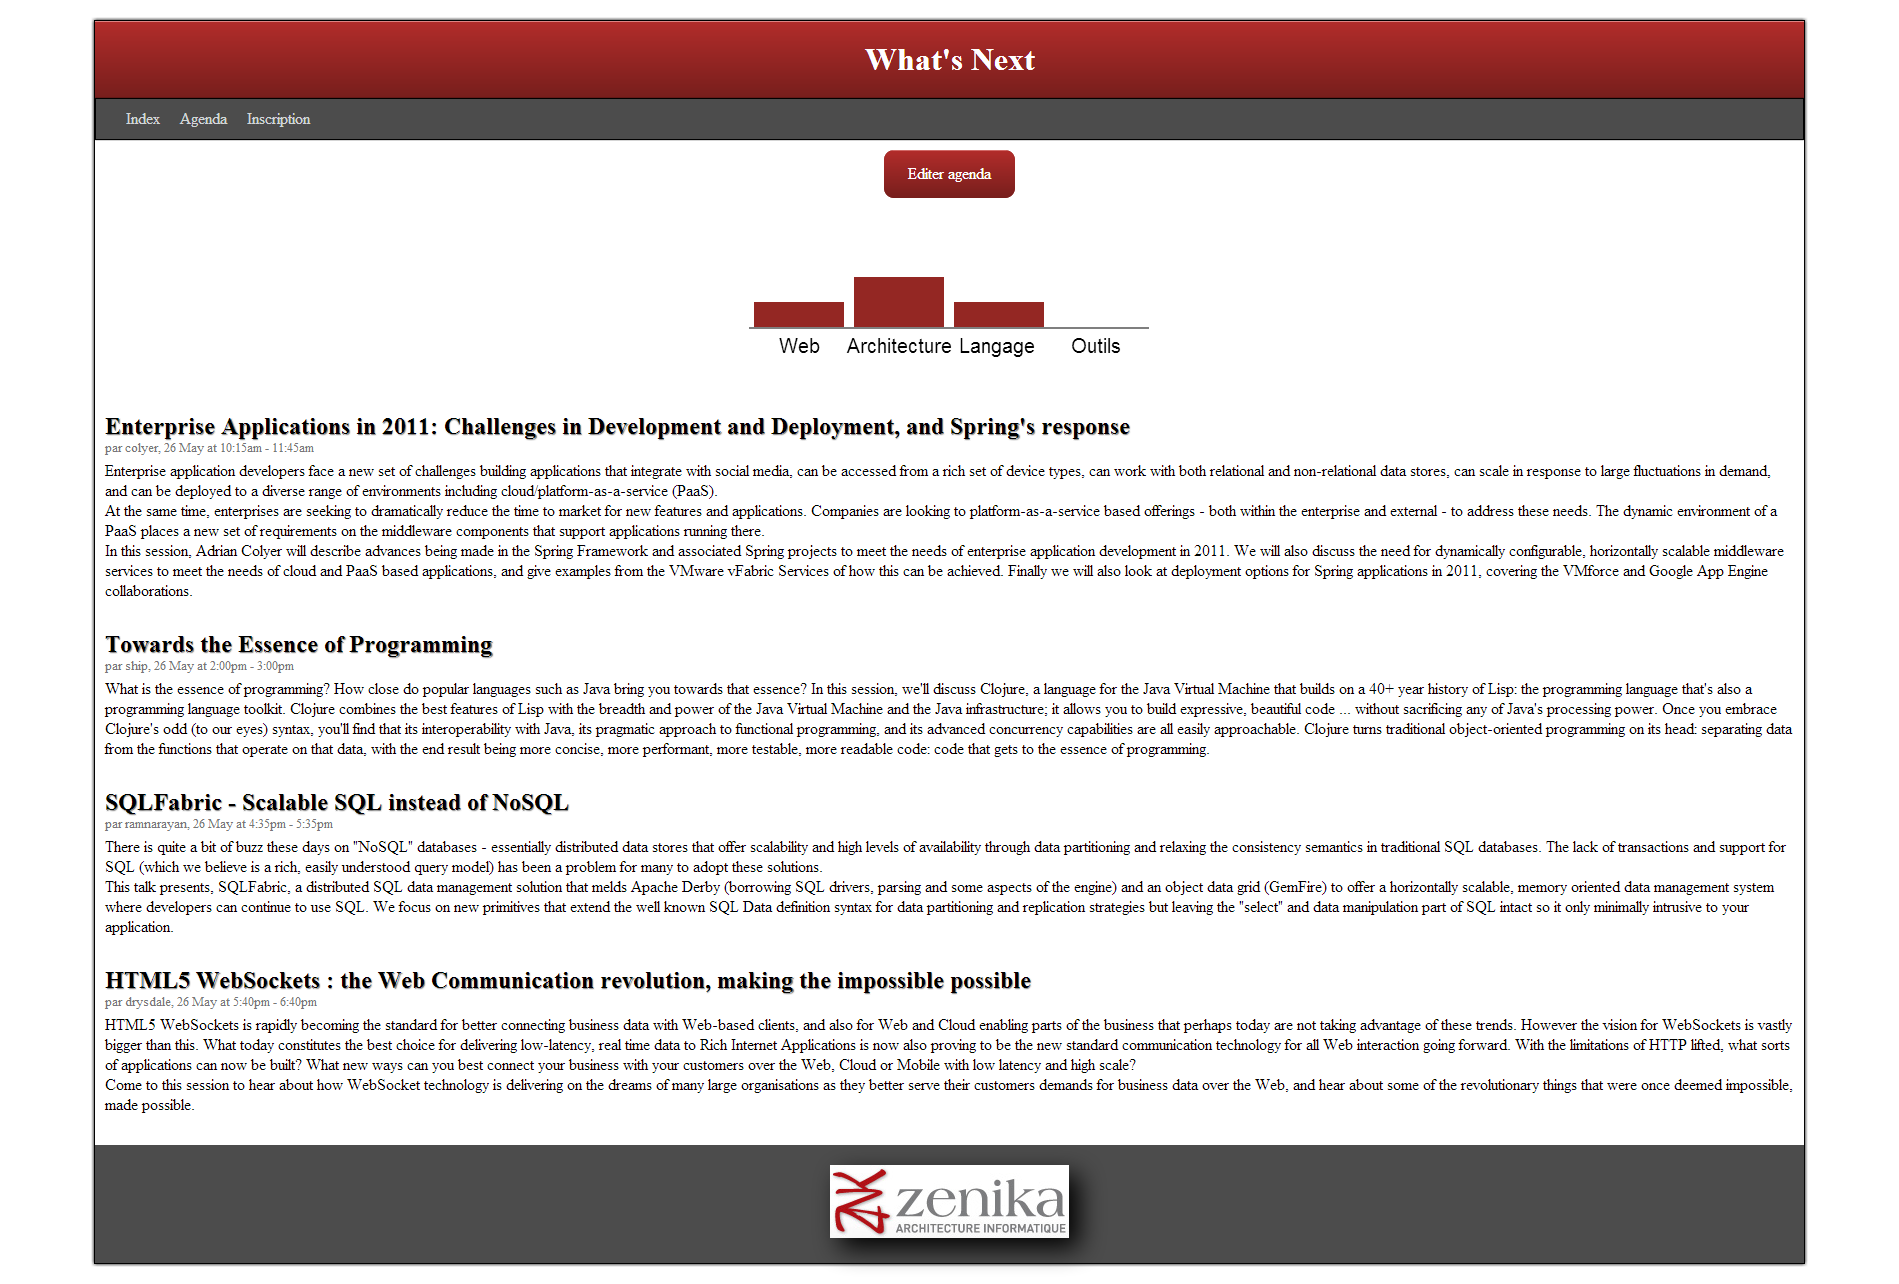 What's Next
Index Agenda Inscription
Editer agenda
Web Architecture Langage Outils
Enterprise Applications in 2011: Challenges in Development and Deployment, and Spring's response
par colyer, 26 May at 10:15am - 11:45am
Enterprise application developers face a new set of challenges building applications that integrate with social media, can be accessed from a rich set of device types, can work with both relational and non-relational data stores, can scale in response to large fluctuations in demand,
and can be deployed to a diverse range of environments including cloud/platform-as-a-service (PaaS).
At the same time, enterprises are seeking to dramatically reduce the time to market for new features and applications. Companies are looking to platform-as-a-service based offerings - both within the enterprise and external - to address these needs. The dynamic environment of a
PaaS places a new set of requirements on the middleware components that support applications running there.
In this session, Adrian Colyer will describe advances being made in the Spring Framework and associated Spring projects to meet the needs of enterprise application development in 2011. We will also discuss the need for dynamically configurable, horizontally scalable middleware
services to meet the needs of cloud and PaaS based applications, and give examples from the VMware vFabric Services of how this can be achieved. Finally we will also look at deployment options for Spring applications in 2011, covering the VMforce and Google App Engine
collaborations.
Towards the Essence of Programming
par ship, 26 May at 2:00pm - 3:00pm
What is the essence of programming? How close do popular languages such as Java bring you towards that essence? In this session, we'll discuss Clojure, a language for the Java Virtual Machine that builds on a 40+ year history of Lisp: the programming language that's also a
programming language toolkit. Clojure combines the best features of Lisp with the breadth and power of the Java Virtual Machine and the Java infrastructure; it allows you to build expressive, beautiful code ... without sacrificing any of Java's processing power. Once you embrace
Clojure's odd (to our eyes) syntax, you'll find that its interoperability with Java, its pragmatic approach to functional programming, and its advanced concurrency capabilities are all easily approachable. Clojure turns traditional object-oriented programming on its head: separating data
from the functions that operate on that data, with the end result being more concise, more performant, more testable, more readable code: code that gets to the essence of programming.
SQLFabric - Scalable SQL instead of NoSQL
par ramnarayan, 26 May at 4:35pm - 5:35pm
There is quite a bit of buzz these days on "NoSQL" databases - essentially distributed data stores that offer scalability and high levels of availability through data partitioning and relaxing the consistency semantics in traditional SQL databases. The lack of transactions and support for
SQL (which we believe is a rich, easily understood query model) has been a problem for many to adopt these solutions.
This talk presents, SQLFabric, a distributed SQL data management solution that melds Apache Derby (borrowing SQL drivers, parsing and some aspects of the engine) and an object data grid (GemFire) to offer a horizontally scalable, memory oriented data management system
where developers can continue to use SQL. We focus on new primitives that extend the well known SQL Data definition syntax for data partitioning and replication strategies but leaving the "select" and data manipulation part of SQL intact so it only minimally intrusive to your
application.
HTML5 WebSockets : the Web Communication revolution, making the impossible possible
par drysdale, 26 May at 5:40pm - 6:40pm
HTML5 WebSockets is rapidly becoming the standard for better connecting business data with Web-based clients, and also for Web and Cloud enabling parts of the business that perhaps today are not taking advantage of these trends. However the vision for WebSockets is vastly
bigger than this. What today constitutes the best choice for delivering low-latency, real time data to Rich Internet Applications is now also proving to be the new standard communication technology for all Web interaction going forward. With the limitations of HTTP lifted, what sorts
of applications can now be built? What new ways can you best connect your business with your customers over the Web, Cloud or Mobile with low latency and high scale?
Come to this session to hear about how WebSocket technology is delivering on the dreams of many large organisations as they better serve their customers demands for business data over the Web, and hear about some of the revolutionary things that were once deemed impossible,
made possible.
zenika
ARCHITECTURE INFORMATIQUE